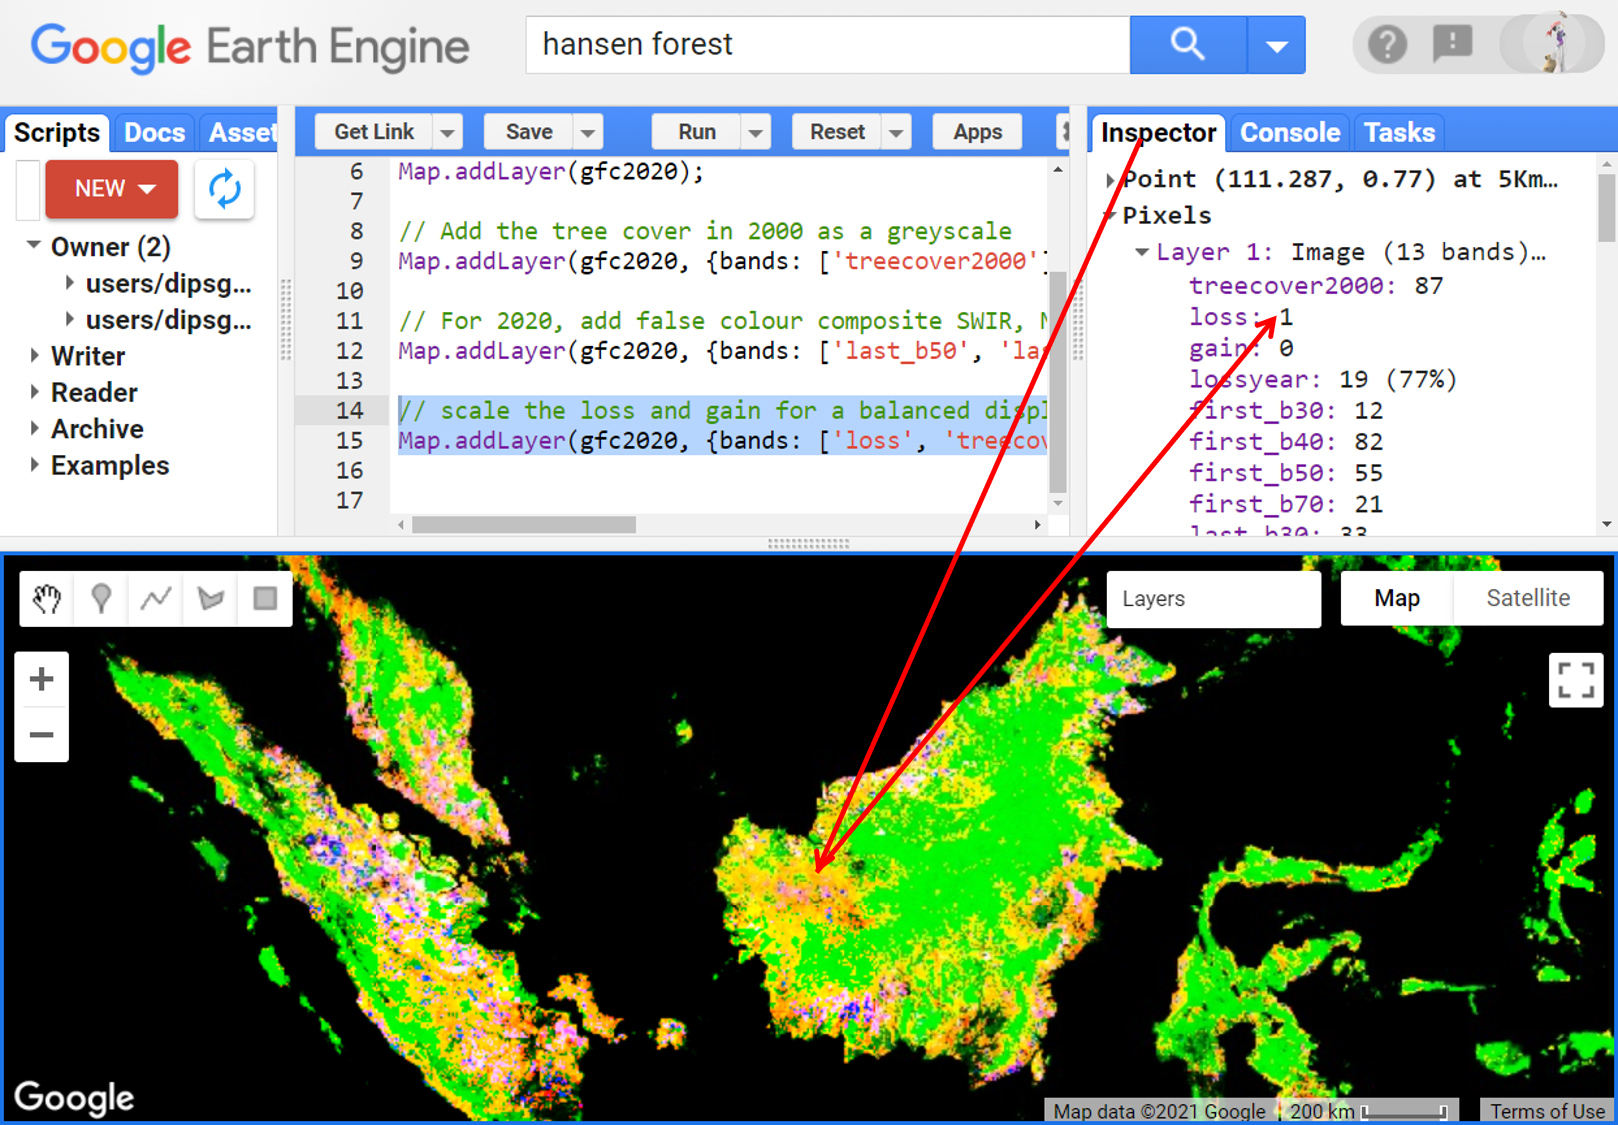 Google Earth Engine
hansen forest
Scripts Docs Asset
NEW
Owner (2)
users/dipsg...
users/dipsg...
Writer
Reader
Archive
Examples
Get Link Save Run Reset Apps
6 Map.addLayer(gfc2020);
7
8 // Add the tree cover in 2000 as a greyscale
9 Map.addLayer(gfc2020, {bands: ['treecover2000']
10
11 // For 2020, add false colour composite SWIR, N
12 Map.addLayer(gfc2020, {bands: ['last_b50', 'las
13
14 // scale the loss and gain for a balanced displ
15 Map.addLayer(gfc2020, {bands: ['loss', 'treecov
16
17
Inspector Console Tasks
Point (111.287, 0.77) at 5Km...
Pixels
Layer 1: Image (13 bands)...
treecover2000: 87
loss: 1
gain: 0
lossyear: 19 (77%)
first_b30: 12
first_b40: 82
first_b50: 55
first_b70: 21
last_b30: 33
Layers
Map Satellite
Google
Map data ©2021 Google 200 km Terms of Use